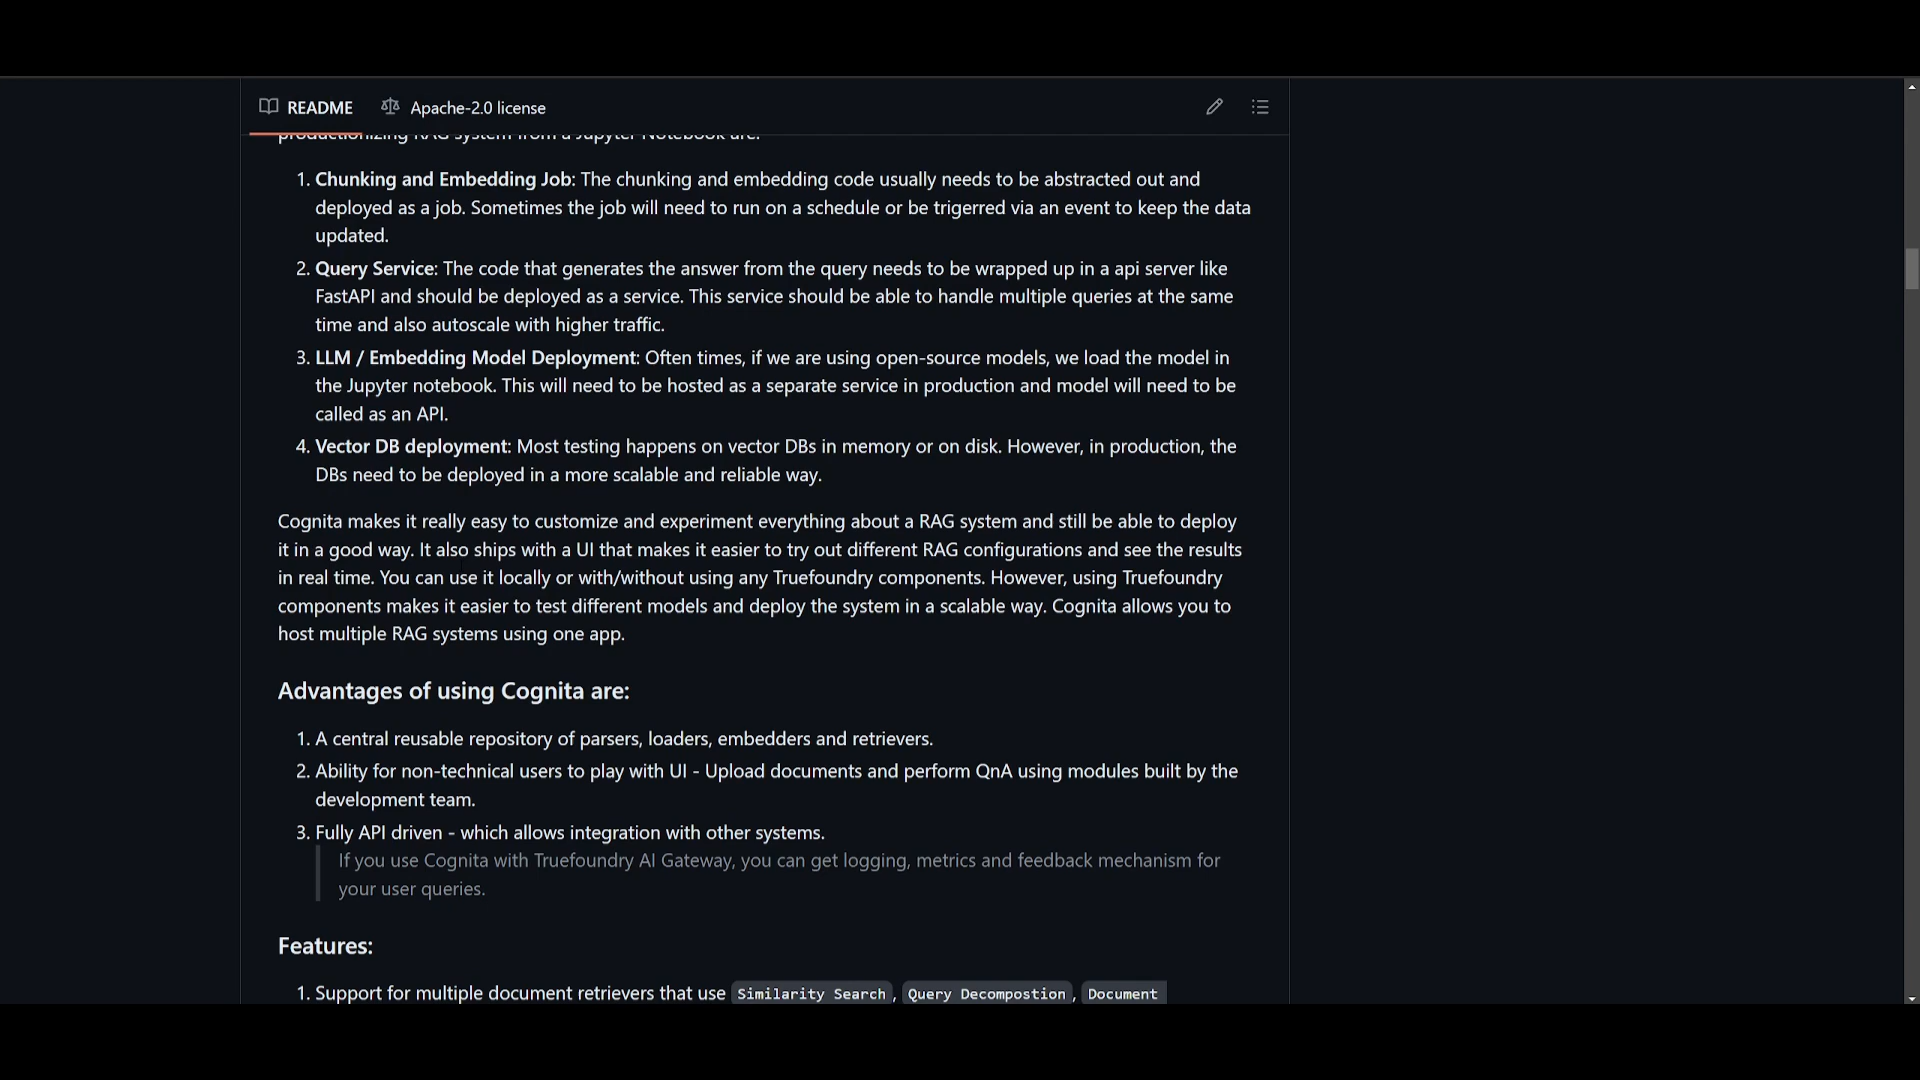 README Apache-2.0 license
productionizing RAG system from a Jupyter Notebook are:
1. Chunking and Embedding Job: The chunking and embedding code usually needs to be abstracted out and
deployed as a job. Sometimes the job will need to run on a schedule or be trigerred via an event to keep the data
updated.
2. Query Service: The code that generates the answer from the query needs to be wrapped up in a api server like
FastAPI and should be deployed as a service. This service should be able to handle multiple queries at the same
time and also autoscale with higher traffic.
3. LLM / Embedding Model Deployment: Often times, if we are using open-source models, we load the model in
the Jupyter notebook. This will need to be hosted as a separate service in production and model will need to be
called as an API.
4. Vector DB deployment: Most testing happens on vector DBs in memory or on disk. However, in production, the
DBs need to be deployed in a more scalable and reliable way.
Cognita makes it really easy to customize and experiment everything about a RAG system and still be able to deploy
it in a good way. It also ships with a UI that makes it easier to try out different RAG configurations and see the results
in real time. You can use it locally or with/without using any Truefoundry components. However, using Truefoundry
components makes it easier to test different models and deploy the system in a scalable way. Cognita allows you to
host multiple RAG systems using one app.
Advantages of using Cognita are:
1. A central reusable repository of parsers, loaders, embedders and retrievers.
2. Ability for non-technical users to play with UI - Upload documents and perform QnA using modules built by the
development team.
3. Fully API driven - which allows integration with other systems.
If you use Cognita with Truefoundry AI Gateway, you can get logging, metrics and feedback mechanism for
your user queries.
Features:
1. Support for multiple document retrievers that use Similarity Search, Query Decompostion, Document